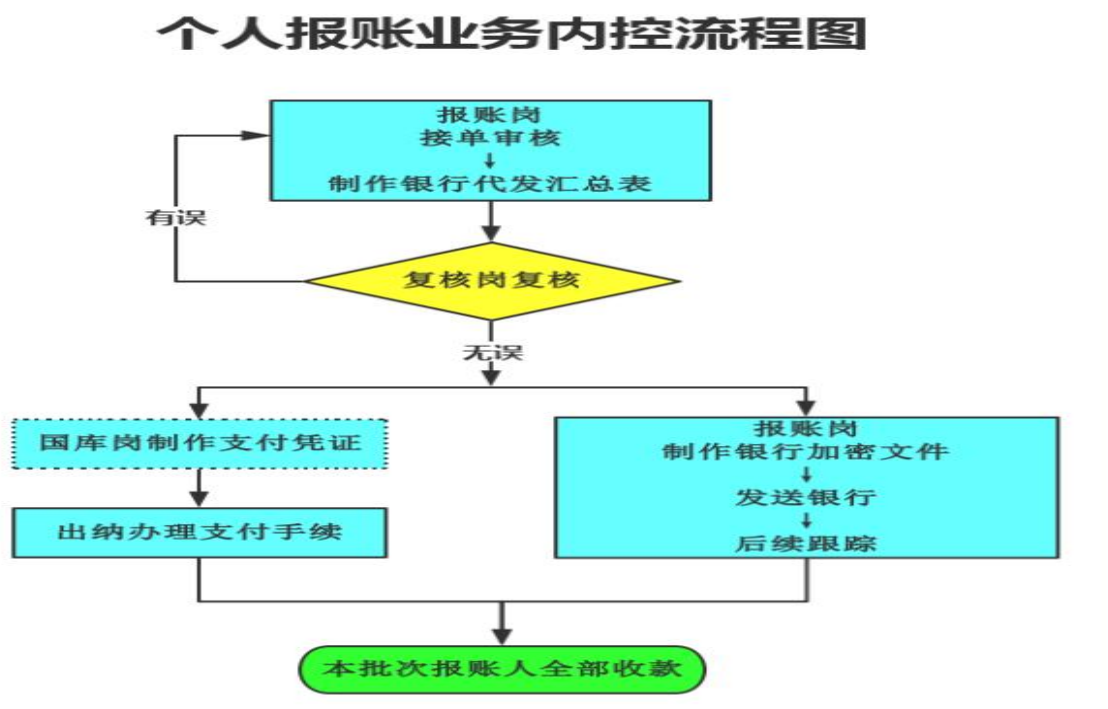 个人报账业务内控流程图
报账岗
接单审核
制作银行代发汇总表
有误
复核岗复核
无误
国库岗制作支付凭证
出纳办理支付手续
报账岗
制作银行加密文件
发送银行
后续跟踪
本批次报账人全部收款